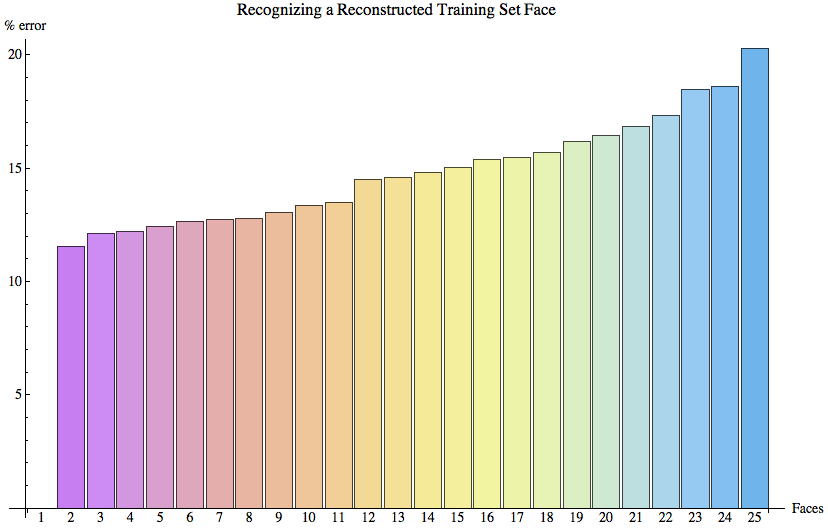 Recognizing a Reconstructed Training Set Face
% error
20
15
10
5
1 2 3 4 5 6 7 8 9 10 11 12 13 14 15 16 17 18 19 20 21 22 23 24 25 Faces